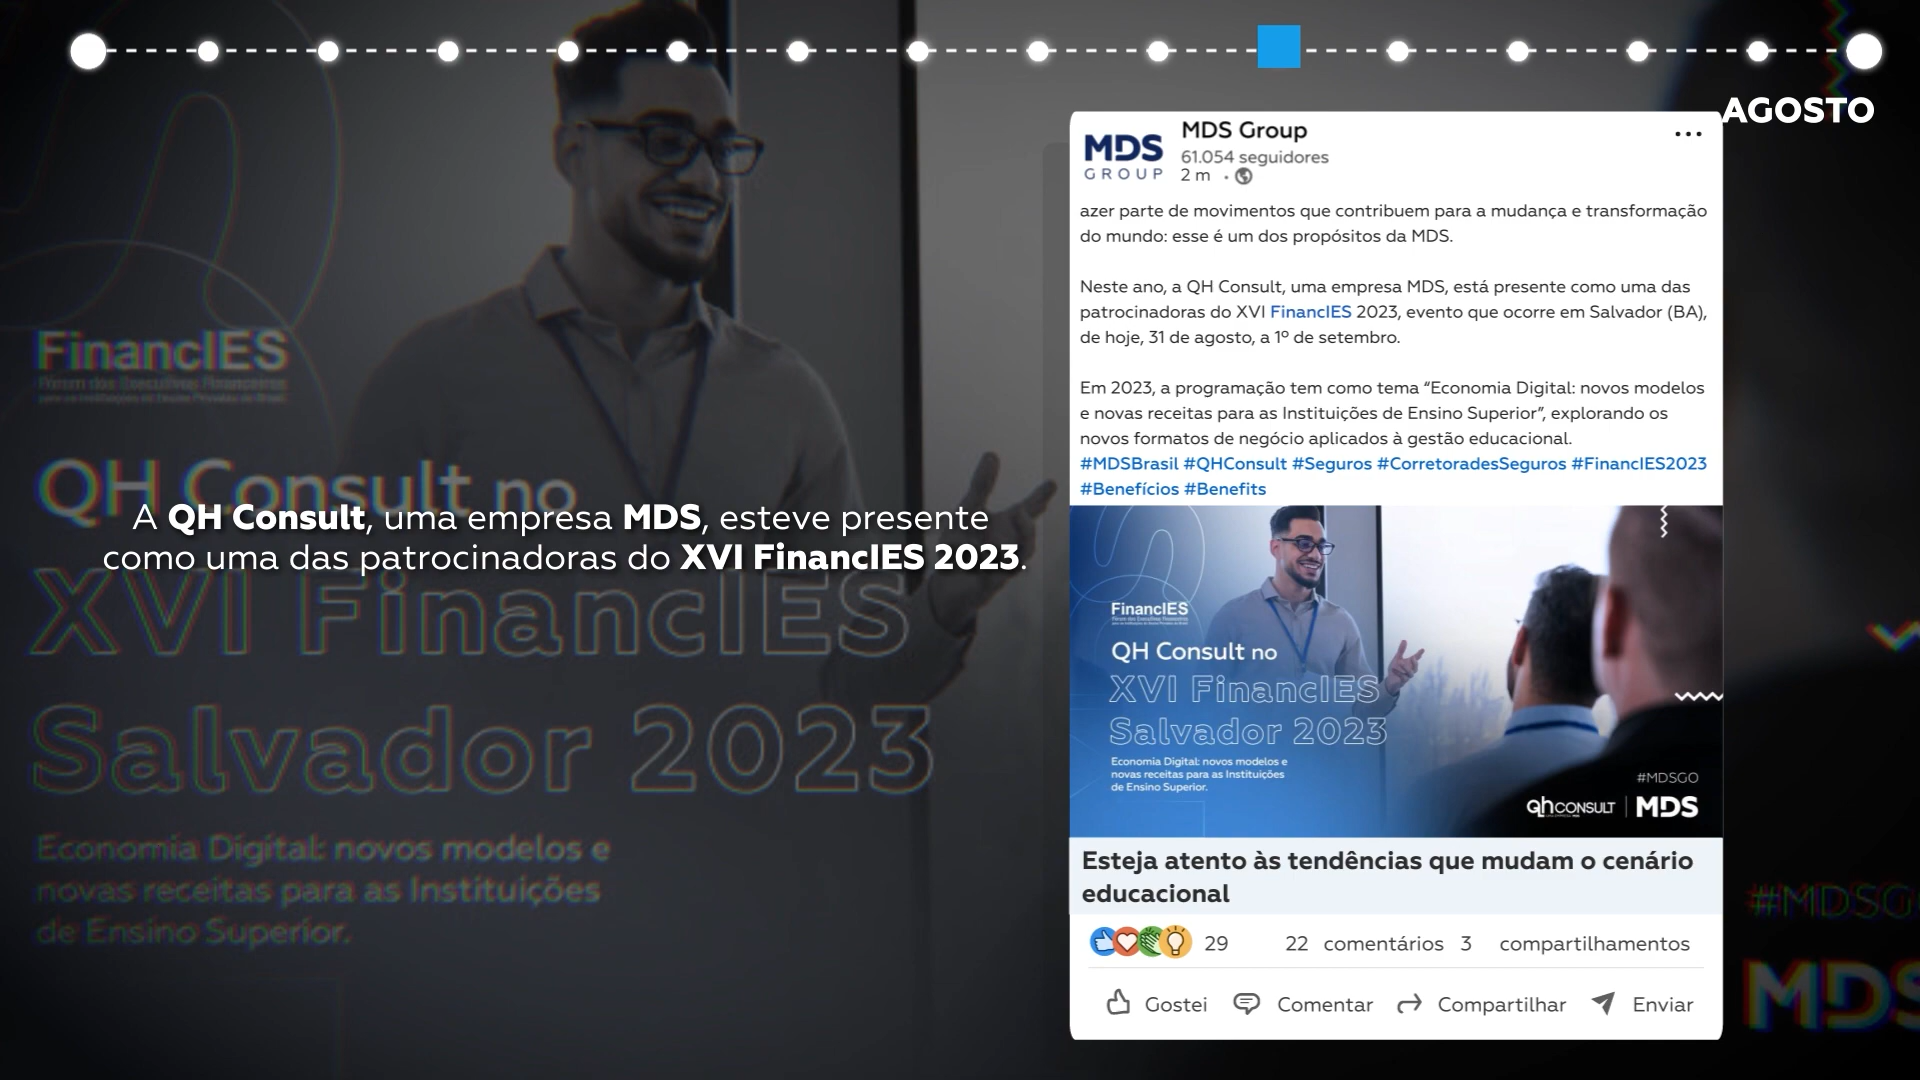 AGOSTO
FinancIES
QH Consult no
XVI FinancIES
Salvador 2023
Economia Digital: novos modelos e
novas receitas para as Instituições
de Ensino Superior.
A QH Consult, uma empresa MDS, esteve presente
como uma das patrocinadoras do XVI FinancIES 2023.
MDS
GROUP
MDS Group
61.054 seguidores
2 m
azer parte de movimentos que contribuem para a mudança e transformação
do mundo: esse é um dos propósitos da MDS.
Neste ano, a QH Consult, uma empresa MDS, está presente como uma das
patrocinadoras do XVI FinancIES 2023, evento que ocorre em Salvador (BA),
de hoje, 31 de agosto, a 1º de setembro.
Em 2023, a programação tem como tema “Economia Digital: novos modelos
e novas receitas para as Instituições de Ensino Superior”, explorando os
novos formatos de negócio aplicados à gestão educacional.
#MDSBrasil #QHConsult #Seguros #CorretoradesSeguros #FinancIES2023
#Benefícios #Benefits
FinancIES
QH Consult no
XVI FinancIES
Salvador 2023
Economia Digital: novos modelos e
novas receitas para as Instituições
de Ensino Superior.
#MDSGO
qhCONSULT | MDS
Esteja atento às tendências que mudam o cenário
educacional
29 22 comentários 3 compartilhamentos
Gostei Comentar Compartilhar Enviar
#MDSG
MDS